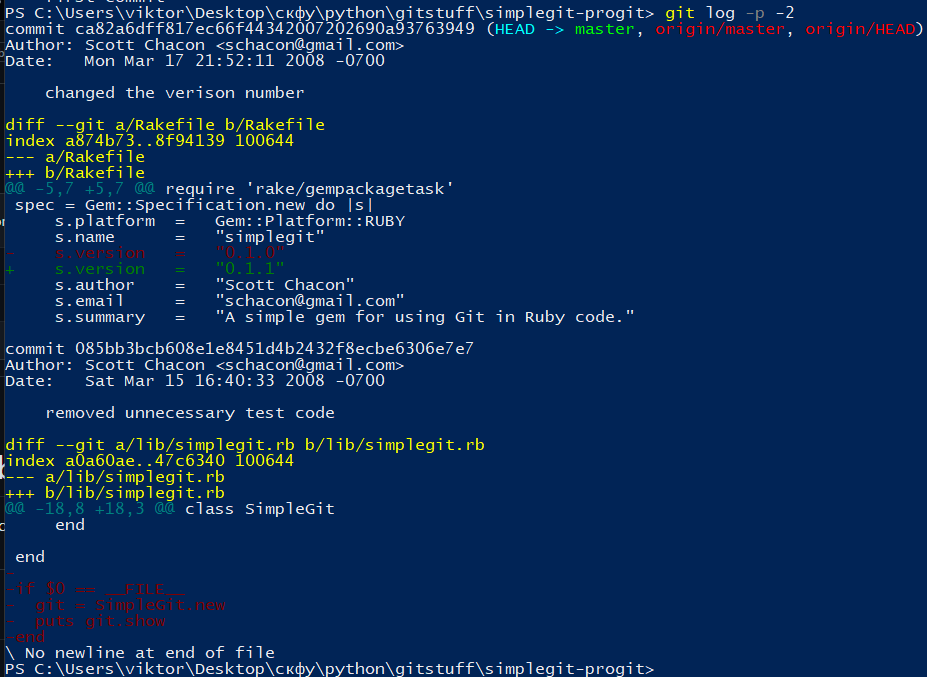 PS C:\Users\viktor\Desktop\скфу\python\gitstuff\simplegit-progit> git log -p -2
commit ca82a6dff817ec66f44342007202690a93763949 (HEAD -> master, origin/master, origin/HEAD)
Author: Scott Chacon <schacon@gmail.com>
Date:   Mon Mar 17 21:52:11 2008 -0700

    changed the verison number

diff --git a/Rakefile b/Rakefile
index a874b73..8f94139 100644
--- a/Rakefile
+++ b/Rakefile
@@ -5,7 +5,7 @@ require 'rake/gempackagetask'
 spec = Gem::Specification.new do |s|
     s.platform  =   Gem::Platform::RUBY
     s.name      =   "simplegit"
-    s.version   =   "0.1.0"
+    s.version   =   "0.1.1"
     s.author    =   "Scott Chacon"
     s.email     =   "schacon@gmail.com"
     s.summary   =   "A simple gem for using Git in Ruby code."

commit 085bb3bcb608e1e8451d4b2432f8ecbe6306e7e7
Author: Scott Chacon <schacon@gmail.com>
Date:   Sat Mar 15 16:40:33 2008 -0700

    removed unnecessary test code

diff --git a/lib/simplegit.rb b/lib/simplegit.rb
index a0a60ae..47c6340 100644
--- a/lib/simplegit.rb
+++ b/lib/simplegit.rb
@@ -18,8 +18,3 @@ class SimpleGit
     end

 end
-
-if $0 == __FILE__
-  git = SimpleGit.new
-  puts git.show
-end
\ No newline at end of file
PS C:\Users\viktor\Desktop\скфу\python\gitstuff\simplegit-progit>